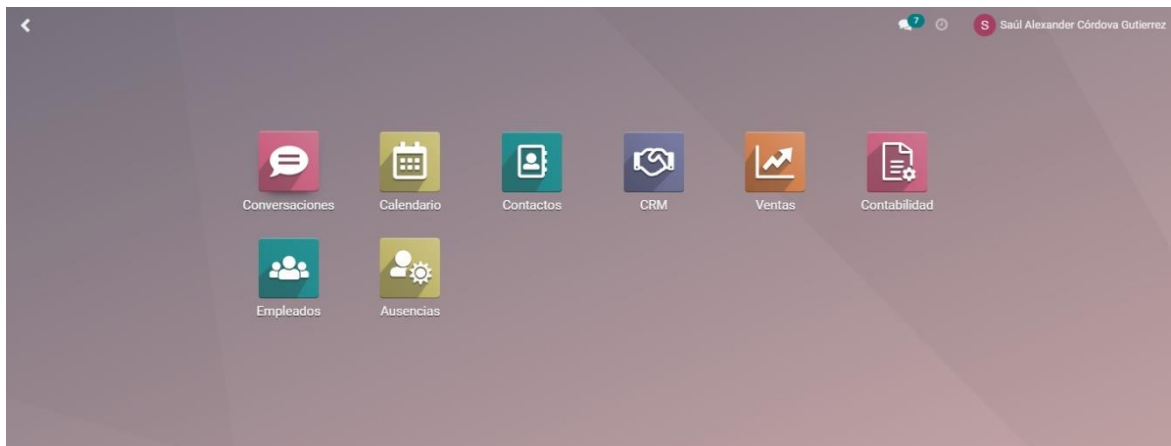 7
S Saúl Alexander Córdova Gutierrez
Conversaciones Calendario Contactos CRM Ventas Contabilidad
Empleados Ausencias